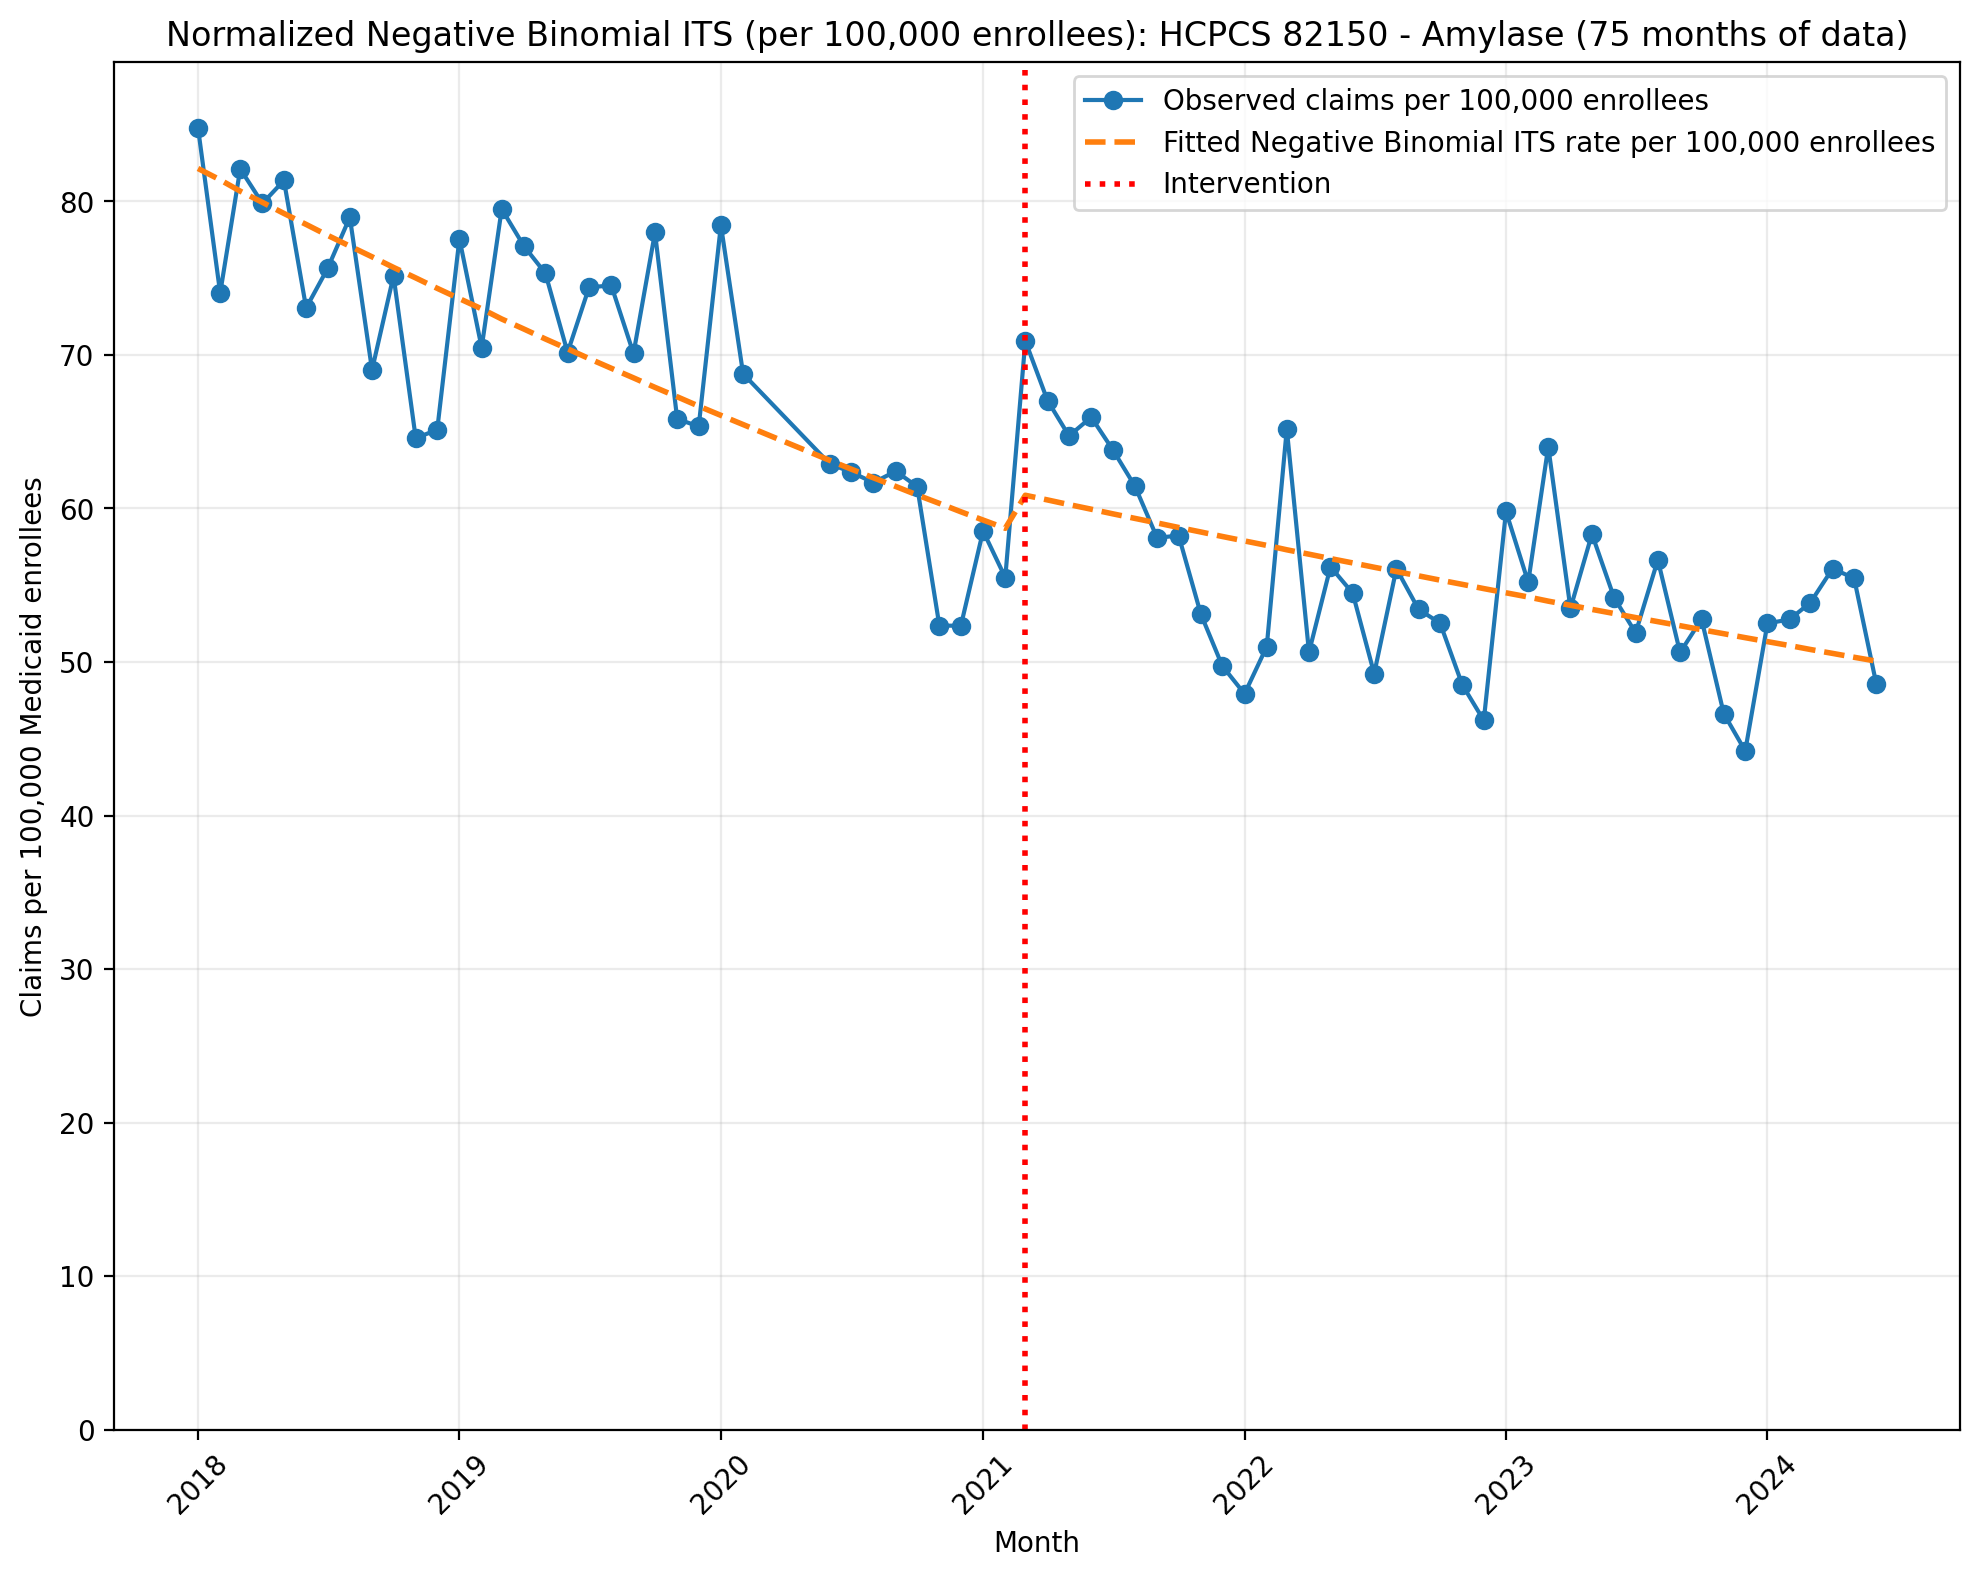 Normalized Negative Binomial ITS (per 100,000 enrollees): HCPCS 82150 - Amylase (75 months of data)
Observed claims per 100,000 enrollees
Fitted Negative Binomial ITS rate per 100,000 enrollees
Intervention
Claims per 100,000 Medicaid enrollees
80
70
60
50
40
30
20
10
0
2018
2019
2020
2021
2022
2023
2024
Month